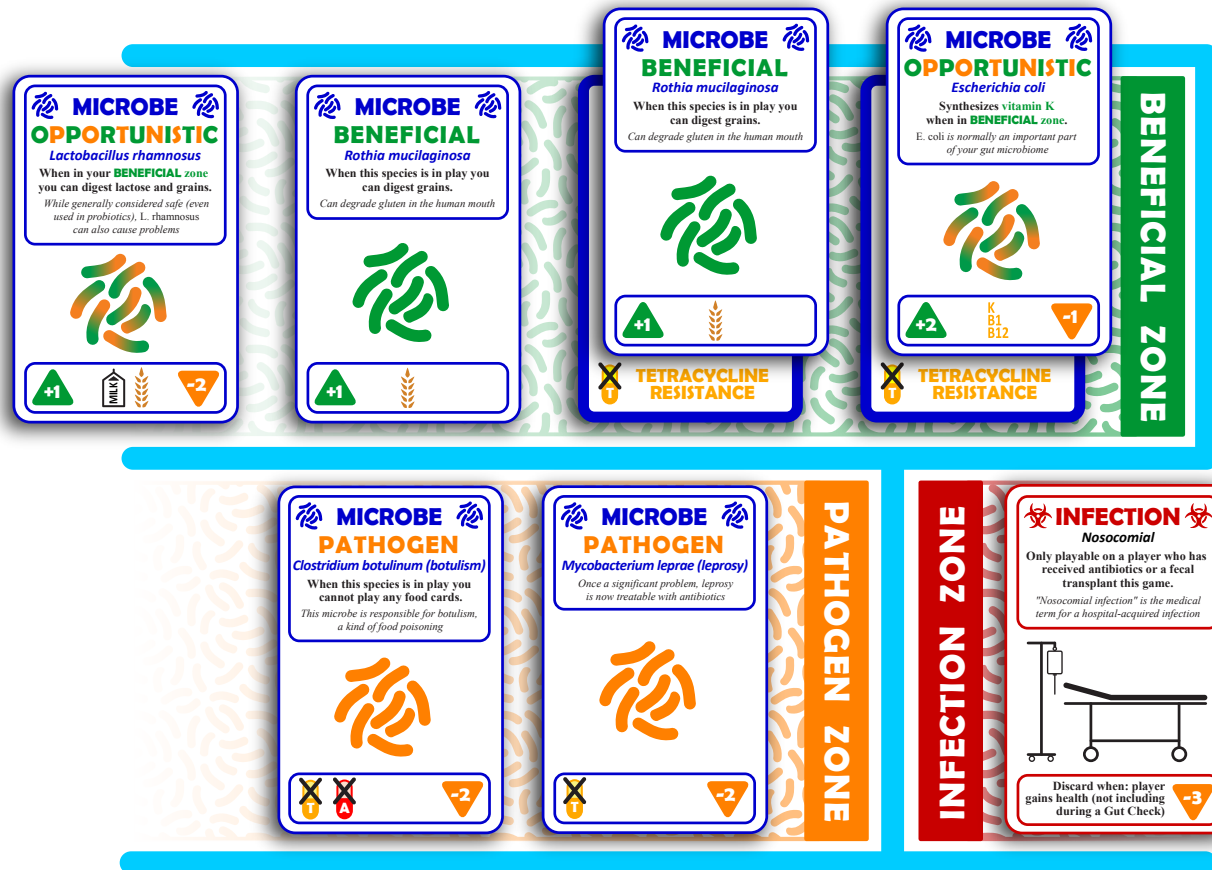 MICROBE
OPPORTUNISTIC
Lactobacillus rhamnosus
When in your BENEFICIAL zone
you can digest lactose and grains.
While generally considered safe (even
used in probiotics), L. rhamnosus
can also cause problems
+1
MILK
-2
MICROBE
BENEFICIAL
Rothia mucilaginosa
When this species is in play you
can digest grains.
Can degrade gluten in the human mouth
+1
MICROBE
BENEFICIAL
Rothia mucilaginosa
When this species is in play you
can digest grains.
Can degrade gluten in the human mouth
+1
T
TETRACYCLINE
RESISTANCE
MICROBE
OPPORTUNISTIC
Escherichia coli
Synthesizes vitamin K
when in BENEFICIAL zone.
E. coli is normally an important part
of your gut microbiome
+2
K
B1
B12
-1
T
TETRACYCLINE
RESISTANCE
BENEFICIAL ZONE
MICROBE
PATHOGEN
Clostridium botulinum (botulism)
When this species is in play you
cannot play any food cards.
This microbe is responsible for botulism,
a kind of food poisoning
T
A
-2
MICROBE
PATHOGEN
Mycobacterium leprae (leprosy)
Once a significant problem, leprosy
is now treatable with antibiotics
T
-2
PATHOGEN ZONE
INFECTION ZONE
INFECTION
Nosocomial
Only playable on a player who has
received antibiotics or a fecal
transplant this game.
"Nosocomial infection" is the medical
term for a hospital-acquired infection
Discard when: player
gains health (not including
during a Gut Check)
-3